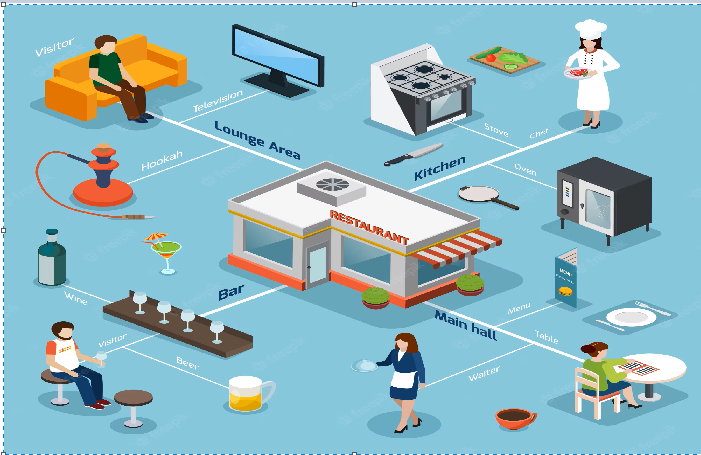 Visitor
Television
Lounge Area
Hookah
Stove
Chef
Kitchen
Oven
RESTAURANT
Bar
Wine
Visitor
Beer
MENU
Menu
Main hall
Table
Waiter